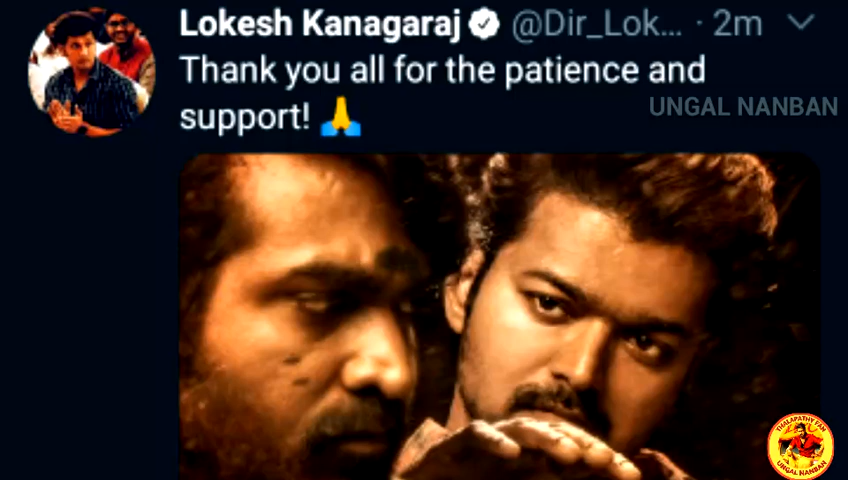 Lokesh Kanagaraj @Dir_Lok... · 2m
Thank you all for the patience and
support! 🙏
UNGAL NANBAN
THALAPATHY FAN
UNGAL NANBAN